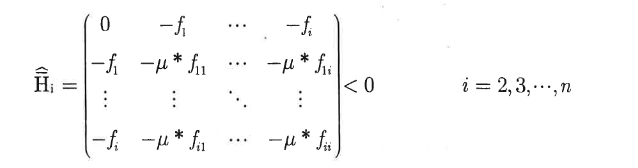 0 -f₁ ⋯ -fᵢ
-f₁ -μ * f₁₁ ⋯ -μ * f₁ᵢ
H̿̂ᵢ = ⋮ ⋮ ⋱ ⋮ < 0 i = 2,3,⋯,n
-fᵢ -μ * fᵢ₁ ⋯ -μ * fᵢᵢ